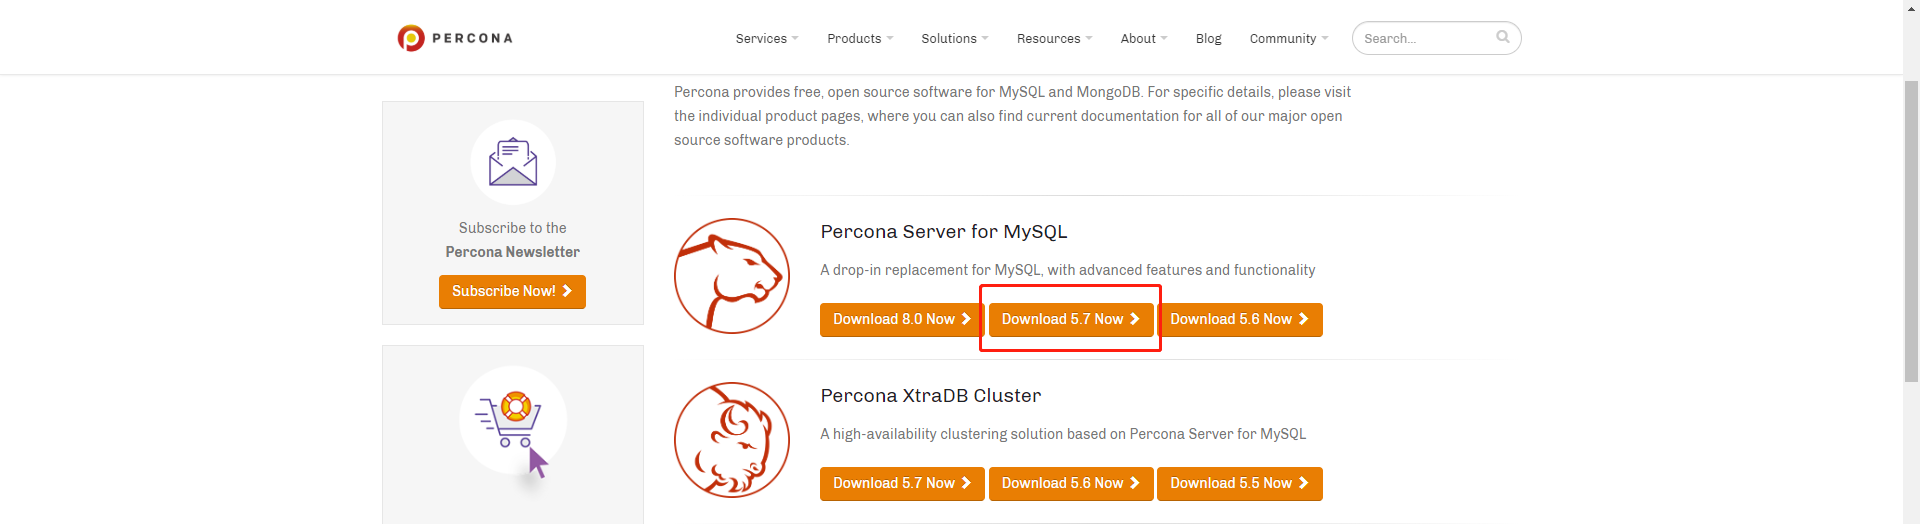 PERCONA
Services
Products
Solutions
Resources
About
Blog
Community
Search...
Percona provides free, open source software for MySQL and MongoDB. For specific details, please visit
the individual product pages, where you can also find current documentation for all of our major open
source software products.
Subscribe to the
Percona Newsletter
Subscribe Now!
Percona Server for MySQL
A drop-in replacement for MySQL, with advanced features and functionality
Download 8.0 Now
Download 5.7 Now
Download 5.6 Now
Percona XtraDB Cluster
A high-availability clustering solution based on Percona Server for MySQL
Download 5.7 Now
Download 5.6 Now
Download 5.5 Now